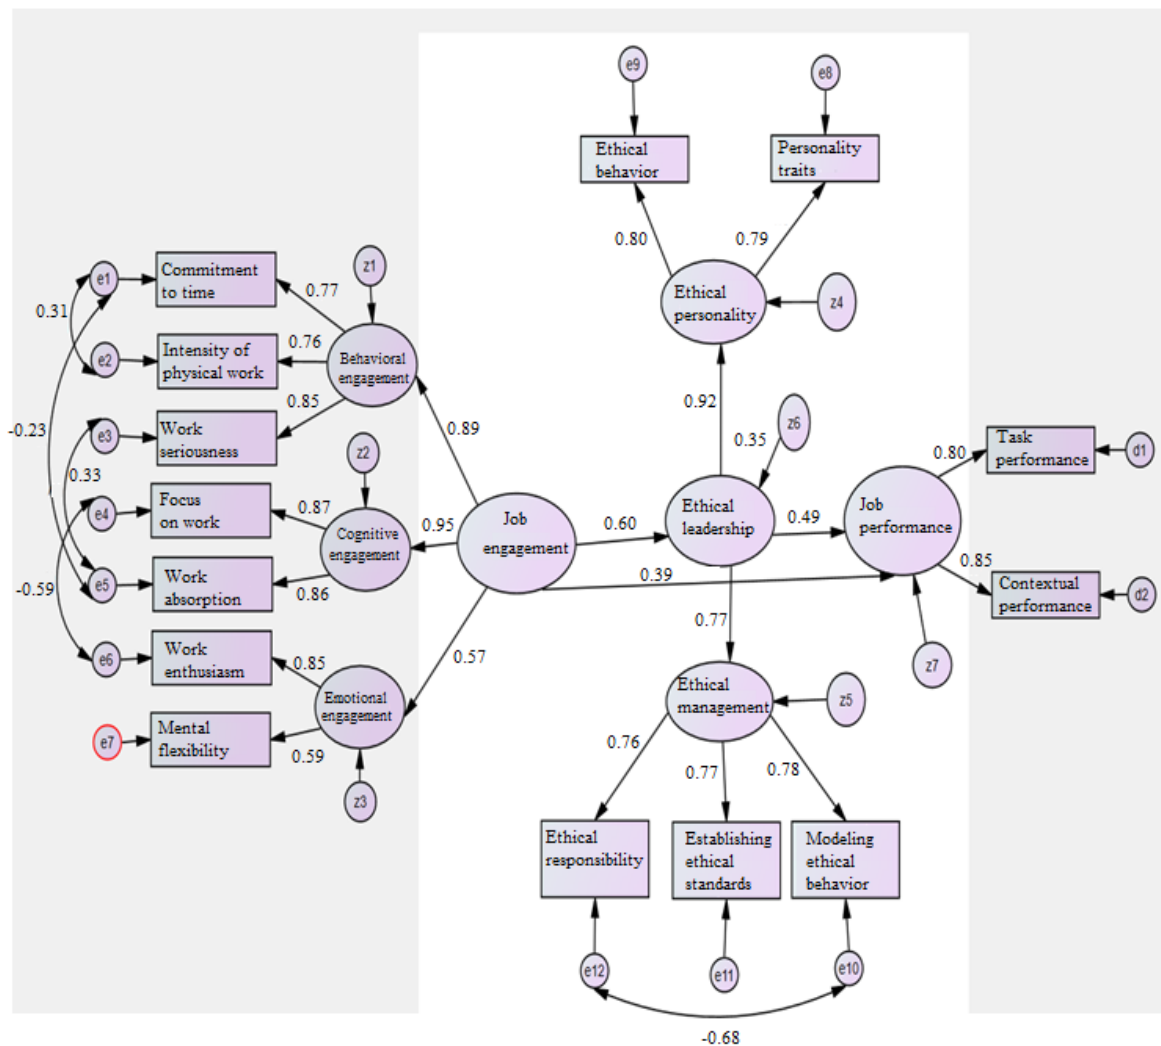 e9
e8
Ethical
behavior
Personality
traits
0.80
0.79
Ethical
personality
z4
e1
Commitment
to time
z1
0.77
0.31
e2
Intensity of
physical work
0.76
Behavioral
engagement
0.85
-0.23
e3
Work
seriousness
0.89
0.92
0.35
z6
z2
0.33
e4
Focus
on work
0.87
Cognitive
engagement
0.95
Job
engagement
0.60
Ethical
leadership
0.49
Job
performance
0.80
Task
performance
d1
0.85
Contextual
performance
d2
-0.59
e5
Work
absorption
0.86
0.39
0.77
z7
e6
Work
enthusiasm
0.85
0.57
Emotional
engagement
e7
Mental
flexibility
0.59
z3
Ethical
management
z5
0.76
0.77
0.78
Ethical
responsibility
Establishing
ethical
standards
Modeling
ethical
behavior
e12
e11
e10
-0.68